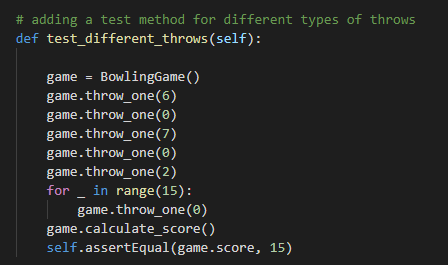 # adding a test method for different types of throws
def test_different_throws(self):
game = BowlingGame()
game.throw_one(6)
game.throw_one(0)
game.throw_one(7)
game.throw_one(0)
game.throw_one(2)
for _ in range(15):
game.throw_one(0)
game.calculate_score()
self.assertEqual(game.score, 15)